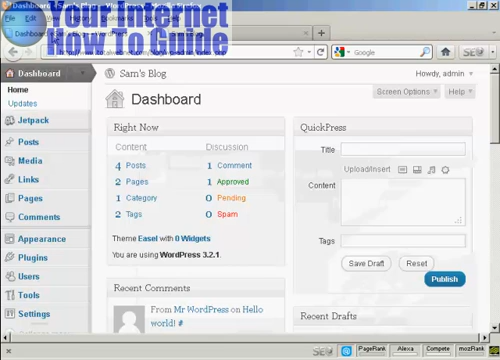 Your Internet
How To Guide
Dashboard
Sam's Blog
Howdy, admin
Home
Updates
Jetpack
Posts
Media
Links
Pages
Comments
Appearance
Plugins
Users
Tools
Settings
Dashboard
Screen Options
Help
Right Now
Content
Discussion
4 Posts
1 Comment
2 Pages
1 Approved
1 Category
0 Pending
2 Tags
0 Spam
Theme Easel with 0 Widgets
You are using WordPress 3.2.1.
Recent Comments
From Mr WordPress on Hello
world! #
QuickPress
Title
Upload/Insert
Content
Tags
Save Draft
Reset
Publish
Recent Drafts
Google
PageRank
Alexa
Compete
mozRank